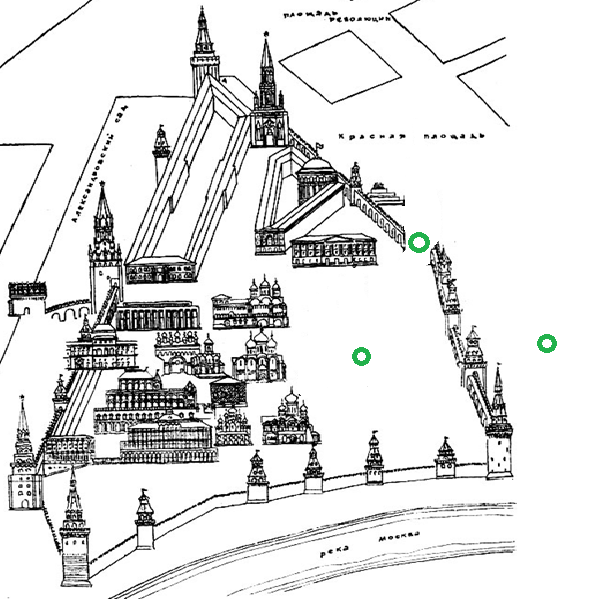 площадь
революции
Красная площадь
Александровский сад
река Москва